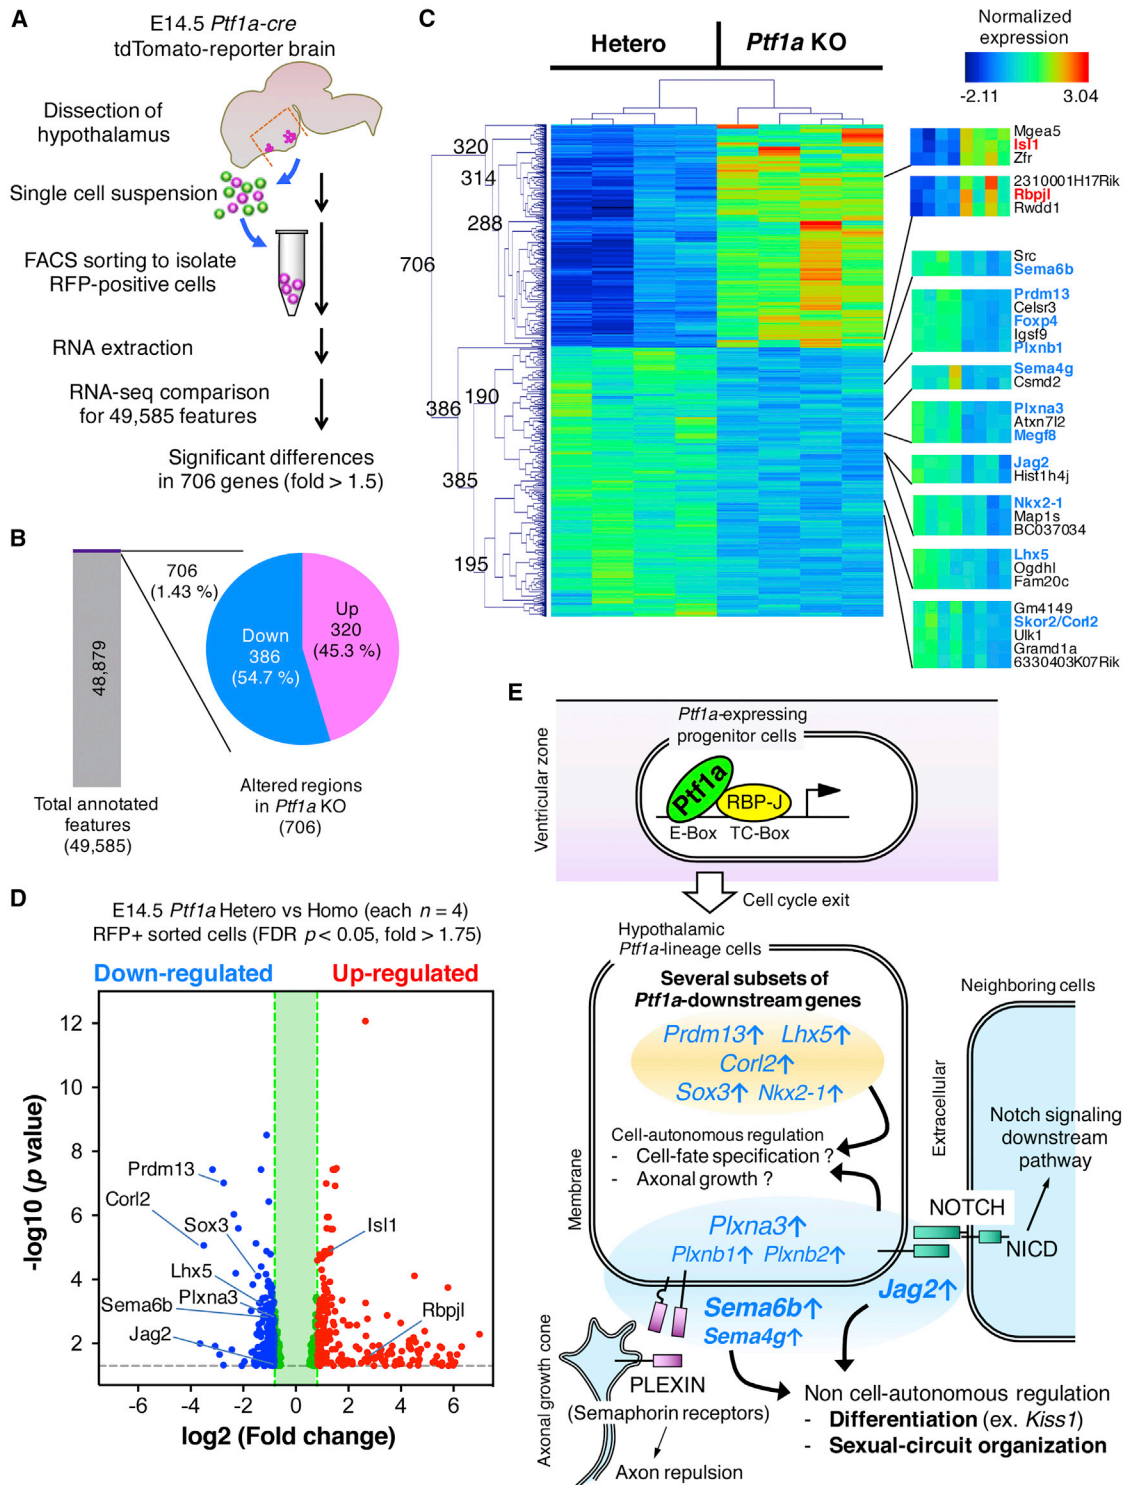 A
E14.5 Ptf1a-cre
tdTomato-reporter brain
Dissection of
hypothalamus
Single cell suspension
FACS sorting to isolate
RFP-positive cells
RNA extraction
RNA-seq comparison
for 49,585 features
Significant differences
in 706 genes (fold > 1.5)
B
706
(1.43 %)
48,879
Down
386
(54.7 %)
Up
320
(45.3 %)
Total annotated
features
(49,585)
Altered regions
in Ptf1a KO
(706)
C
Hetero
Ptf1a KO
Normalized
expression
-2.11
3.04
320
314
288
706
386
190
385
195
Mgea5
Isl1
Zfr
2310001H17Rik
Rbpjl
Rwdd1
Src
Sema6b
Prdm13
Celsr3
Foxp4
Igsf9
Plxnb1
Sema4g
Csmd2
Plxna3
Atxn7l2
Megf8
Jag2
Hist1h4j
Nkx2-1
Map1s
BC037034
Lhx5
Ogdhl
Fam20c
Gm4149
Skor2/Corl2
Ulk1
Gramd1a
6330403K07Rik
D
E14.5 Ptf1a Hetero vs Homo (each n = 4)
RFP+ sorted cells (FDR p < 0.05, fold > 1.75)
Down-regulated
Up-regulated
-log10 (p value)
12
10
8
6
4
2
Prdm13
Corl2
Sox3
Lhx5
Plxna3
Sema6b
Jag2
Isl1
Rbpjl
-6
-4
-2
0
2
4
6
log2 (Fold change)
E
Ventricular zone
Ptf1a-expressing
progenitor cells
Ptf1a
RBP-J
E-Box
TC-Box
Cell cycle exit
Hypothalamic
Ptf1a-lineage cells
Several subsets of
Ptf1a-downstream genes
Prdm13↑ Lhx5↑
Corl2↑
Sox3↑ Nkx2-1↑
Cell-autonomous regulation
- Cell-fate specification ?
- Axonal growth ?
Membrane
Extracellular
Neighboring cells
Notch signaling
downstream
pathway
NOTCH
NICD
Plxna3↑
Plxnb1↑ Plxnb2↑
Jag2↑
Sema6b↑
Sema4g↑
Axonal growth cone
PLEXIN
(Semaphorin receptors)
Axon repulsion
Non cell-autonomous regulation
- Differentiation (ex. Kiss1)
- Sexual-circuit organization